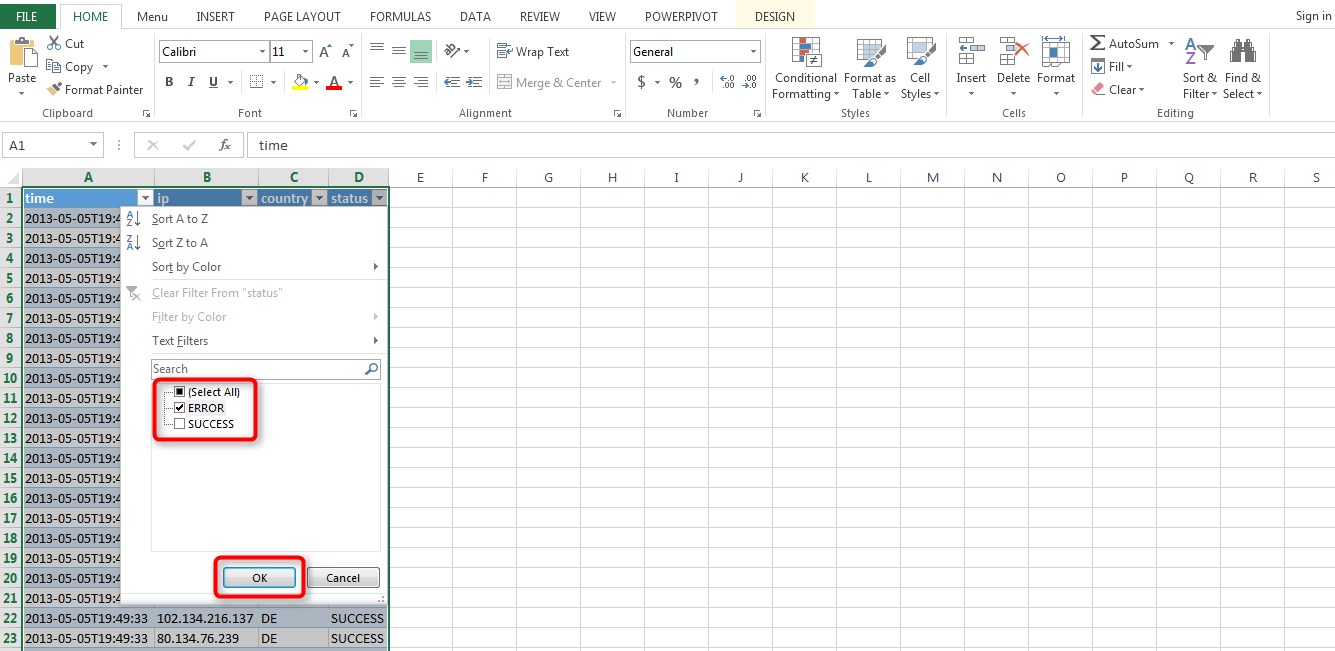 FILE HOME Menu INSERT PAGE LAYOUT FORMULAS DATA REVIEW VIEW POWERPIVOT DESIGN Sign in
Paste
Cut
Copy
Format Painter
Clipboard
Calibri 11
B I U A
Font
Wrap Text
Merge & Center
Alignment
General
$ % ,
Number
Conditional Formatting
Format as Table
Cell Styles
Styles
Insert Delete Format
Cells
AutoSum
Fill
Clear
Sort & Filter
Find & Select
Editing
A1 fx time
A B C D E F G H I J K L M N O P Q R S
1 time ip country status
2 2013-05-05T19:4
3 2013-05-05T19:4
4 2013-05-05T19:4
5 2013-05-05T19:4
6 2013-05-05T19:4
7 2013-05-05T19:4
8 2013-05-05T19:4
9 2013-05-05T19:4
10 2013-05-05T19:4
11 2013-05-05T19:4
12 2013-05-05T19:4
13 2013-05-05T19:4
14 2013-05-05T19:4
15 2013-05-05T19:4
16 2013-05-05T19:4
17 2013-05-05T19:4
18 2013-05-05T19:4
19 2013-05-05T19:4
20 2013-05-05T19:4
21 2013-05-05T19:4
Sort A to Z
Sort Z to A
Sort by Color
Clear Filter From "status"
Filter by Color
Text Filters
Search
(Select All)
ERROR
SUCCESS
OK Cancel
22 2013-05-05T19:49:33 102.134.216.137 DE SUCCESS
23 2013-05-05T19:49:33 80.134.76.239 DE SUCCESS